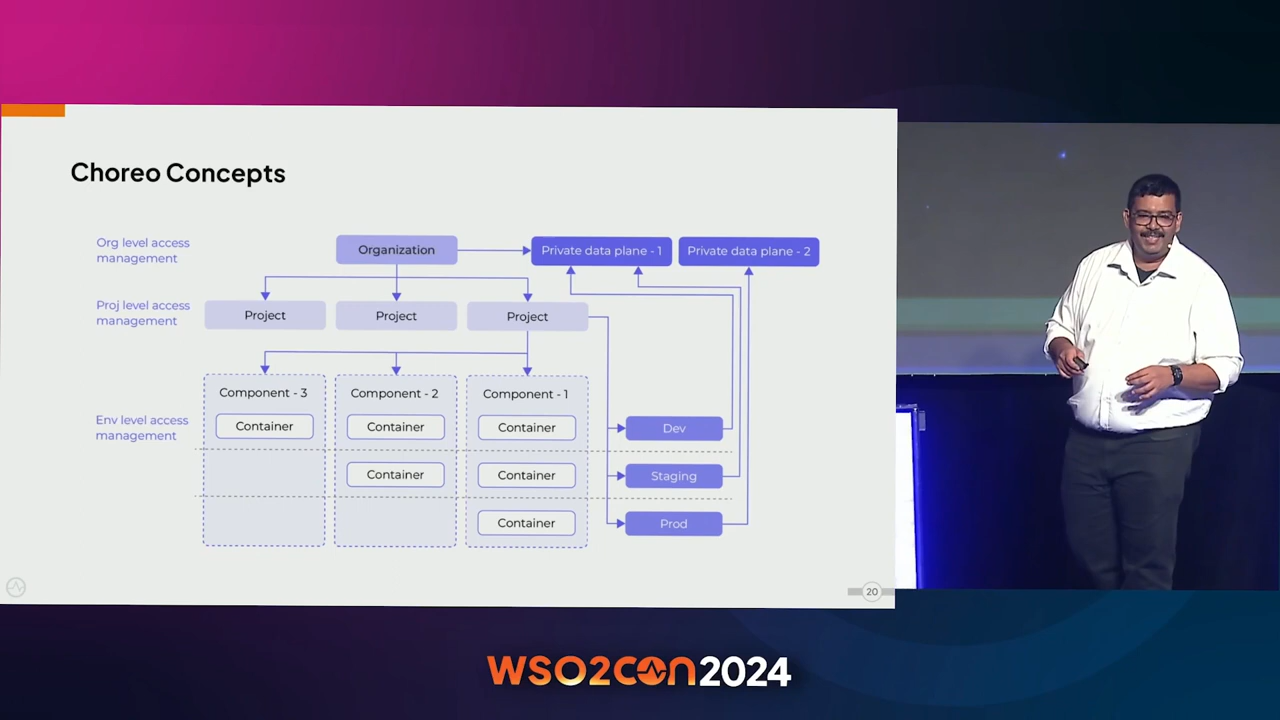 Choreo Concepts
Org level access
management
Organization
Private data plane - 1
Private data plane - 2
Proj level access
management
Project
Project
Project
Component - 3
Component - 2
Component - 1
Env level access
management
Container
Container
Container
Dev
Container
Container
Staging
Container
Prod
20
WSO2CON2024